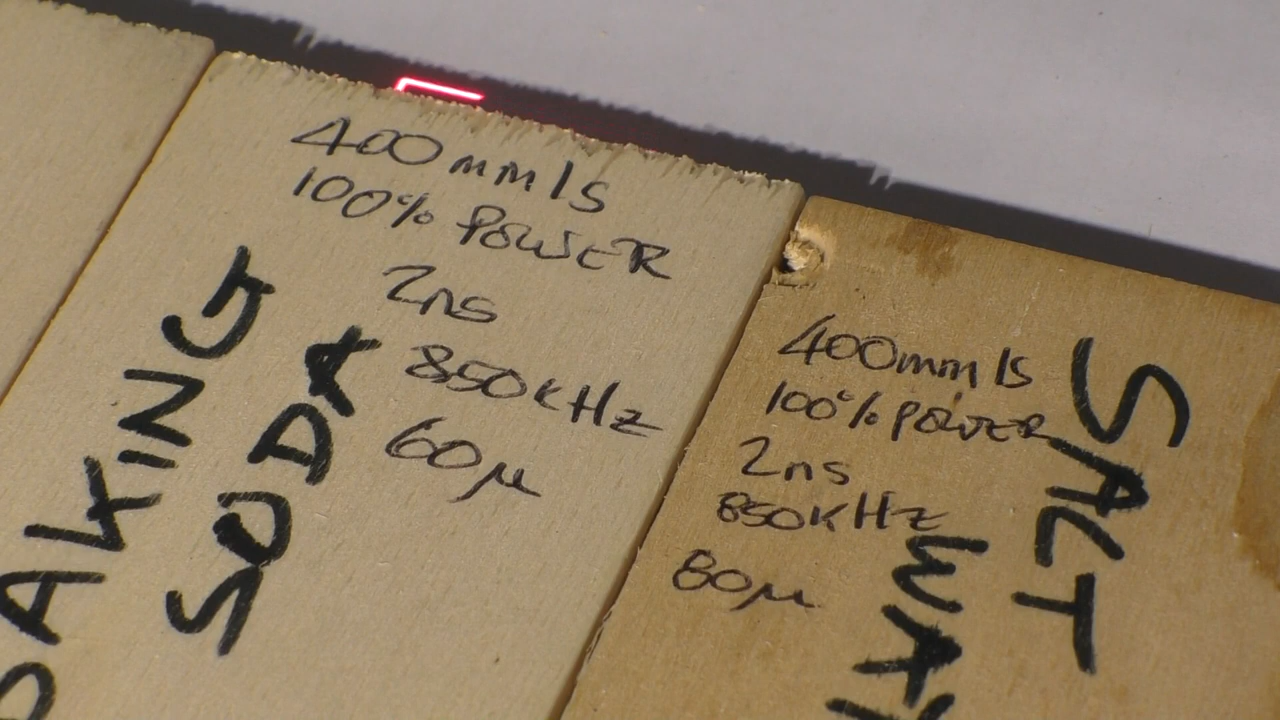 400mm/s
100% POWER
2ns
850KHz
60μ
BAKING
SODA
400mm/s
100% POWER
2ns
850KHz
80μ
SALT